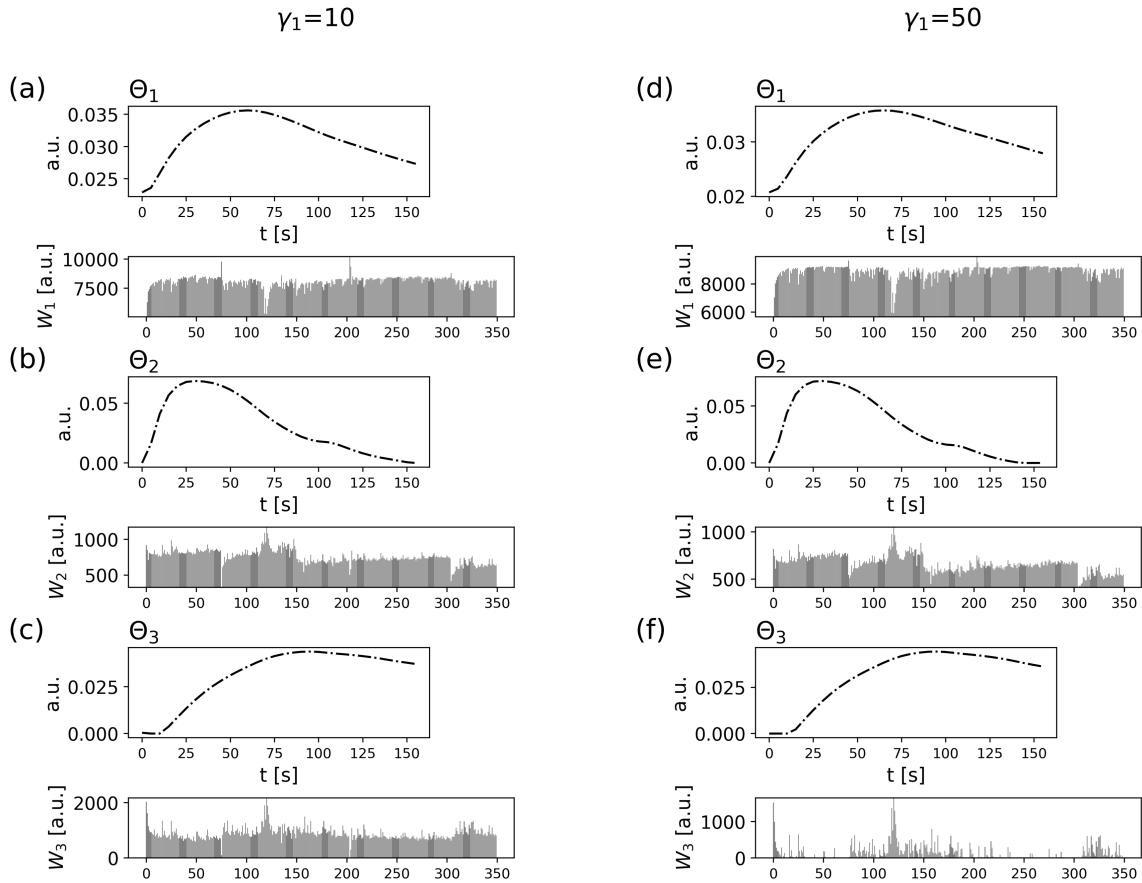 γ₁=10
γ₁=50
(a)
Θ₁
a.u.
0.035
0.030
0.025
0 25 50 75 100 125 150
t [s]
W₁ [a.u.]
10000
7500
0 50 100 150 200 250 300 350
(d)
Θ₁
a.u.
0.03
0.02
0 25 50 75 100 125 150
t [s]
W₁ [a.u.]
8000
6000
0 50 100 150 200 250 300 350
(b)
Θ₂
a.u.
0.05
0.00
0 25 50 75 100 125 150
t [s]
W₂ [a.u.]
1000
500
0 50 100 150 200 250 300 350
(e)
Θ₂
a.u.
0.05
0.00
0 25 50 75 100 125 150
t [s]
W₂ [a.u.]
1000
500
0 50 100 150 200 250 300 350
(c)
Θ₃
a.u.
0.025
0.000
0 25 50 75 100 125 150
t [s]
W₃ [a.u.]
2000
0
0 50 100 150 200 250 300 350
(f)
Θ₃
a.u.
0.025
0.000
0 25 50 75 100 125 150
t [s]
W₃ [a.u.]
1000
0
0 50 100 150 200 250 300 350